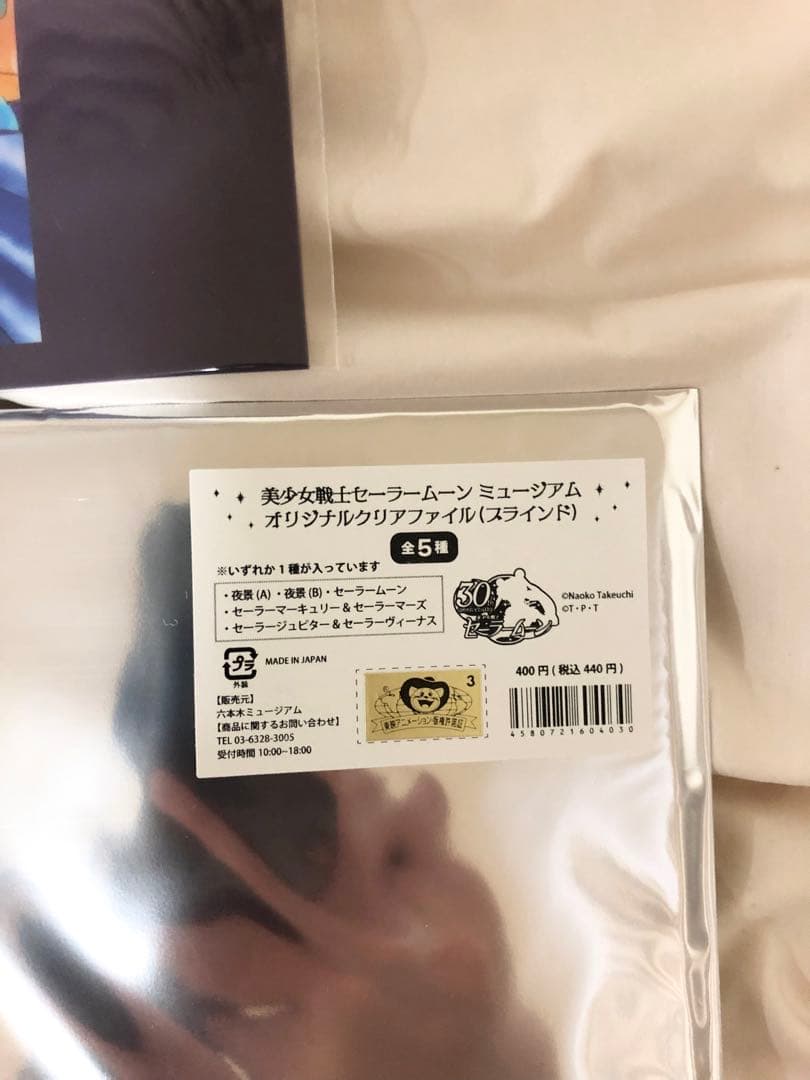 美少女戦士セーラームーン ミュージアム
オリジナルクリアファイル(ブラインド)
全5種
※いずれか1種が入っています
・夜景(A)・夜景(B)・セーラームーン
・セーラーマーキュリー&セーラーマーズ
・セーラージュピター&セーラーヴィーナス
30th
セーラームーン
©Naoko Takeuchi
©T・P・T
プラ
外装
MADE IN JAPAN
400円(税込440円)
【販売元】
六本木ミュージアム
【商品に関するお問い合わせ】
TEL 03-6328-3005
受付時間 10:00~18:00
3
東映アニメーション・版権許諾証
4580721604030